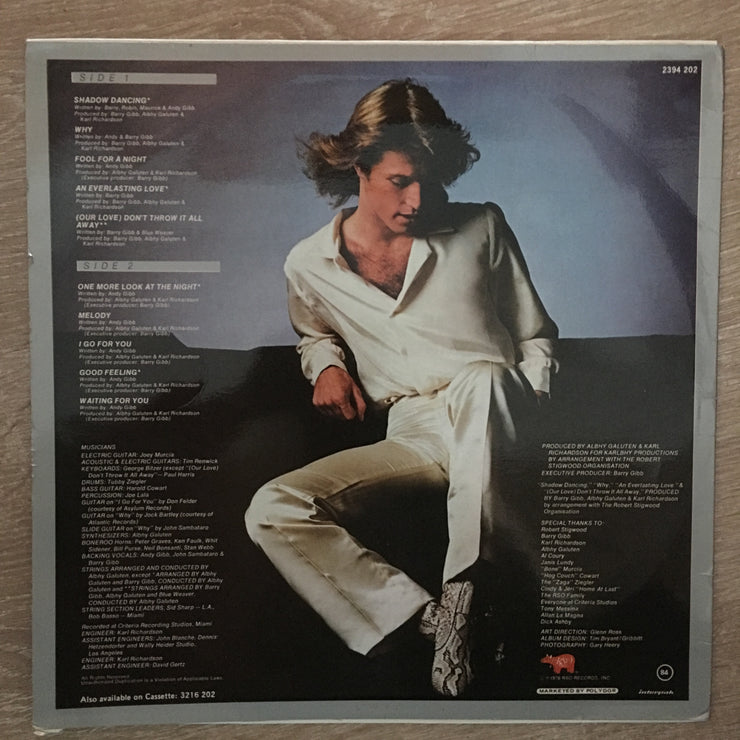 2394 202
SIDE 1
SHADOW DANCING*
Written by: Barry, Robin, Maurice & Andy Gibb
Produced by: Barry Gibb, Albhy Galuten &
Karl Richardson
WHY
Written by: Andy & Barry Gibb
Produced by: Barry Gibb, Albhy Galuten &
Karl Richardson
FOOL FOR A NIGHT
Written by: Andy Gibb
Produced by: Albhy Galuten & Karl Richardson
(Executive producer: Barry Gibb)
AN EVERLASTING LOVE*
Written by: Barry Gibb
Produced by: Barry Gibb, Albhy Galuten &
Karl Richardson
(OUR LOVE) DON'T THROW IT ALL
AWAY**
Written by: Barry Gibb & Blue Weaver
Produced by: Barry Gibb, Albhy Galuten &
Karl Richardson
SIDE 2
ONE MORE LOOK AT THE NIGHT*
Written by: Andy Gibb
Produced by: Albhy Galuten & Karl Richardson
(Executive producer: Barry Gibb)
MELODY
Written by: Andy Gibb
Produced by: Albhy Galuten & Karl Richardson
(Executive producer: Barry Gibb)
I GO FOR YOU
Written by: Andy Gibb
Produced by: Albhy Galuten & Karl Richardson
(Executive producer: Barry Gibb)
GOOD FEELING*
Written by: Andy Gibb
Produced by: Albhy Galuten & Karl Richardson
(Executive producer: Barry Gibb)
WAITING FOR YOU
Written by: Andy Gibb
Produced by: Albhy Galuten & Karl Richardson
(Executive producer: Barry Gibb)
MUSICIANS
ELECTRIC GUITAR: Joey Murcia
ACOUSTIC & ELECTRIC GUITARS: Tim Renwick
KEYBOARDS: George Bitzer (except "(Our Love)
Don't Throw It All Away"— Paul Harris
DRUMS: Tubby Ziegler
BASS GUITAR: Harold Cowart
PERCUSSION: Joe Lala
GUITAR on "I Go For You" by Don Felder
(courtesy of Asylum Records)
GUITAR on "Why" by Jock Bartley (courtesy of
Atlantic Records)
SLIDE GUITAR on "Why" by John Sambataro
SYNTHESIZERS: Albhy Galuten
BONEROO Horns: Peter Graves, Ken Faulk, Whit
Sidener, Bill Purse, Neil Bonsanti, Stan Webb
BACKING VOCALS: Andy Gibb, John Sambataro &
Barry Gibb
STRINGS ARRANGED AND CONDUCTED BY
Albhy Galuten, except *ARRANGED BY Albhy
Galuten and Barry Gibb, CONDUCTED BY Albhy
Galuten and **STRINGS ARRANGED BY Barry
Gibb, Albhy Galuten and Blue Weaver,
CONDUCTED BY Albhy Galuten
STRING SECTION LEADERS, Sid Sharp — L.A.,
Bob Basso — Miami
Recorded at Criteria Recording Studios, Miami
ENGINEER: Karl Richardson
ASSISTANT ENGINEERS: John Blanche, Dennis
Hetzendorfer and Wally Heider Studio,
Los Angeles
ENGINEER: Karl Richardson
ASSISTANT ENGINEER: David Gertz
All Rights Reserved
Unauthorized Duplication is a Violation of Applicable Laws.
Also available on Cassette: 3216 202
PRODUCED BY ALBHY GALUTEN & KARL
RICHARDSON FOR KARLBHY PRODUCTIONS
BY ARRANGEMENT WITH THE ROBERT
STIGWOOD ORGANISATION
EXECUTIVE PRODUCER: Barry Gibb
"Shadow Dancing," "Why," "An Everlasting Love" &
"(Our Love) Don't Throw It All Away," PRODUCED
BY Barry Gibb, Albhy Galuten & Karl Richardson
by arrangement with The Robert Stigwood
Organisation
SPECIAL THANKS TO:
Robert Stigwood
Barry Gibb
Karl Richardson
Albhy Galuten
Al Coury
Janis Lundy
"Bone" Murcia
"Hog Couch" Cowart
The "Zaga" Ziegler
Cindy & Jeri "Home At Last"
The RSO Family
Everyone at Criteria Studios
Tony Messina
Allan La Magna
Dick Ashby
ART DIRECTION: Glenn Ross
ALBUM DESIGN: Tim Bryant/Gribbitt
PHOTOGRAPHY: Gary Heery
RSO
1978 RSO RECORDS, INC.
MARKETED BY POLYDOR
84
interpak